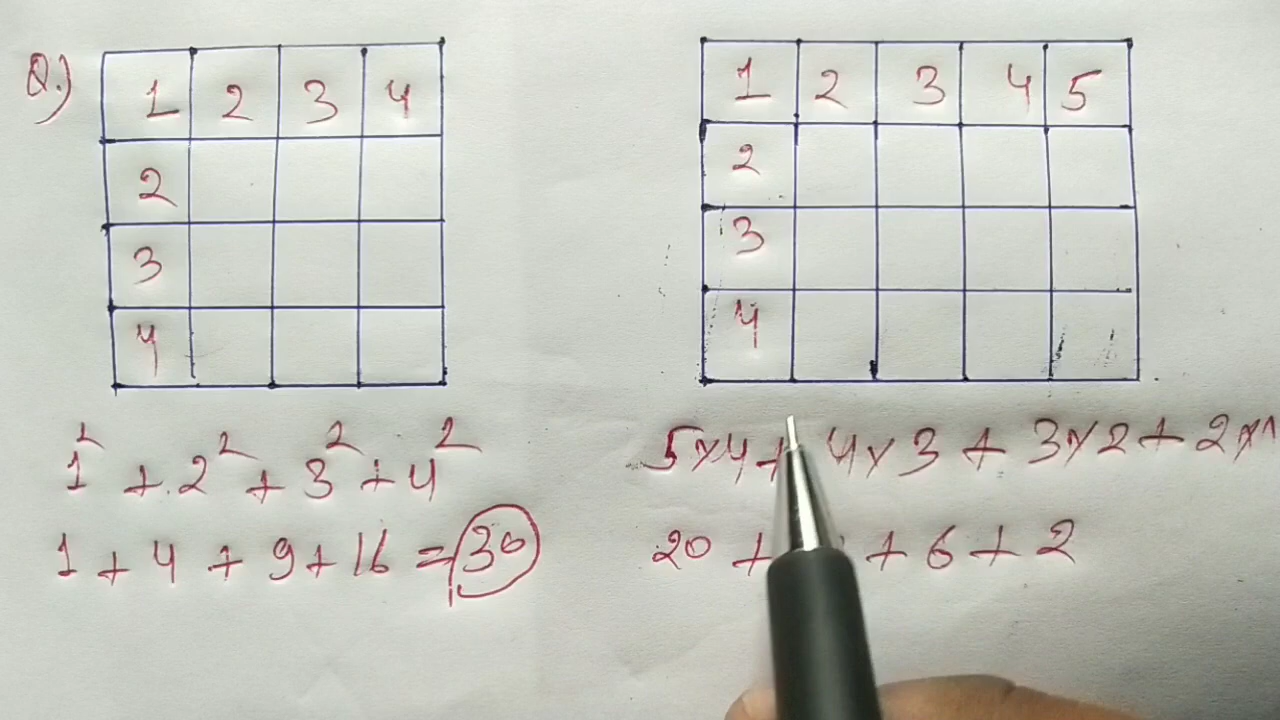 Q.)
1 2 3 4
2
3
4
1² + 2² + 3² + 4²
1 + 4 + 9 + 16 = 30
1 2 3 4 5
2
3
4
5×4 + 4×3 + 3×2 + 2×1
20 + + 6 + 2